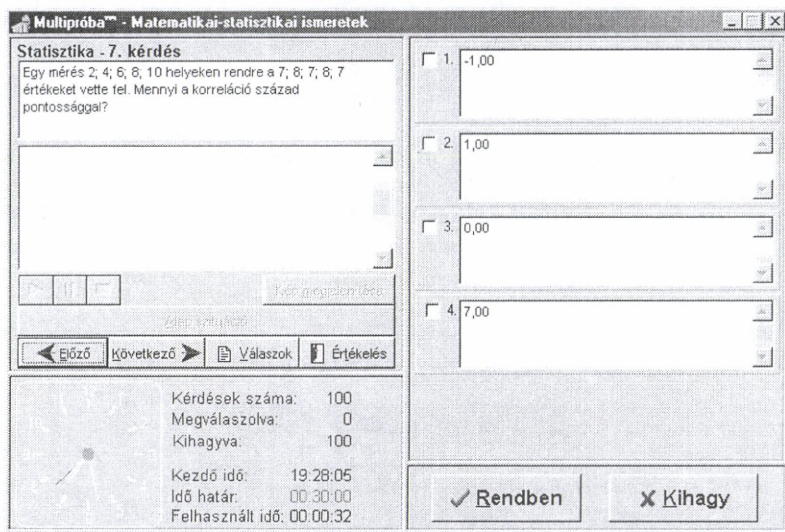 Multipróba™ - Matematikai-statisztikai ismeretek
Statisztika - 7. kérdés
Egy mérés 2; 4; 6; 8; 10 helyeken rendre a 7; 8; 7; 8; 7
értékeket vette fel. Mennyi a korreláció század
pontossággal?
Kép megjelenítése
Előző
Következő
Válaszok
Értékelés
Kérdések száma: 100
Megválaszolva: 0
Kihagyva: 100
Kezdő idő: 19:28:05
Idő határ: 00:30:00
Felhasznált idő: 00:00:32
1. -1,00
2. 1,00
3. 0,00
4. 7,00
Rendben
Kihagy